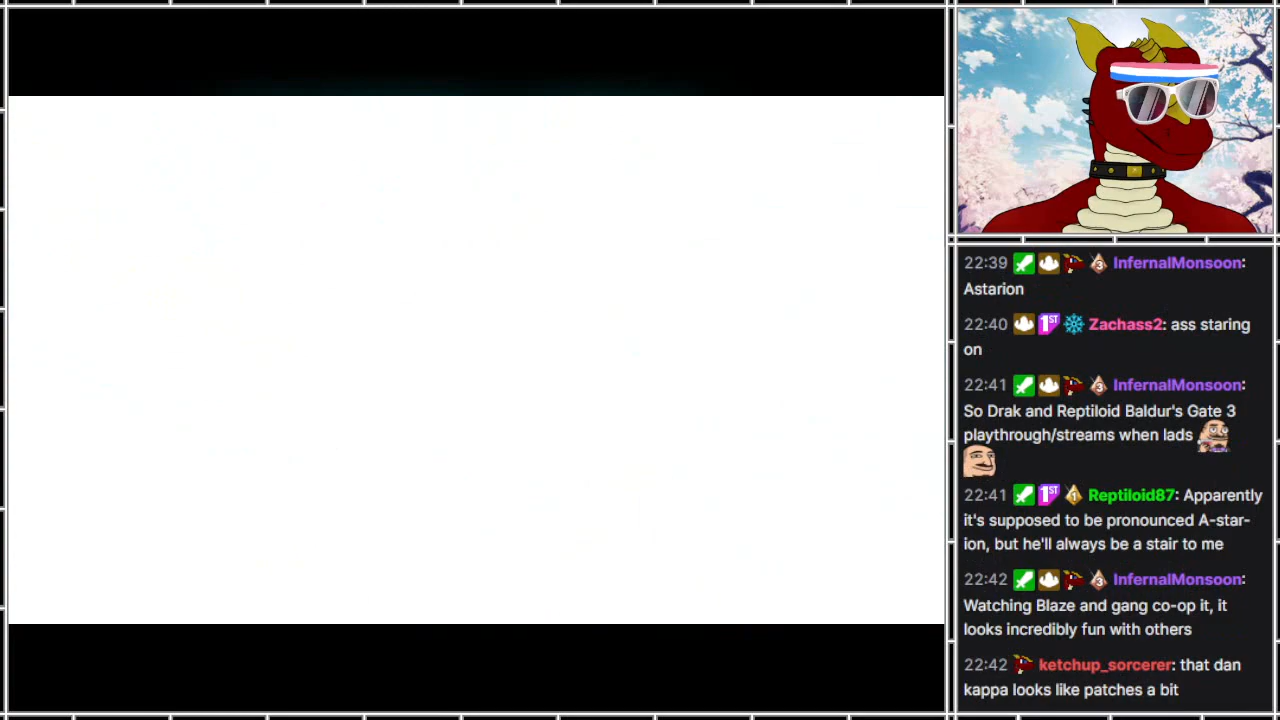 22:39 InfernalMonsoon:
Astarion
22:40 1ST Zachass2: ass staring
on
22:41 InfernalMonsoon:
So Drak and Reptiloid Baldur's Gate 3
playthrough/streams when lads
22:41 1ST Reptiloid87: Apparently
it's supposed to be pronounced A-star-
ion, but he'll always be a stair to me
22:42 InfernalMonsoon:
Watching Blaze and gang co-op it, it
looks incredibly fun with others
22:42 ketchup_sorcerer: that dan
kappa looks like patches a bit